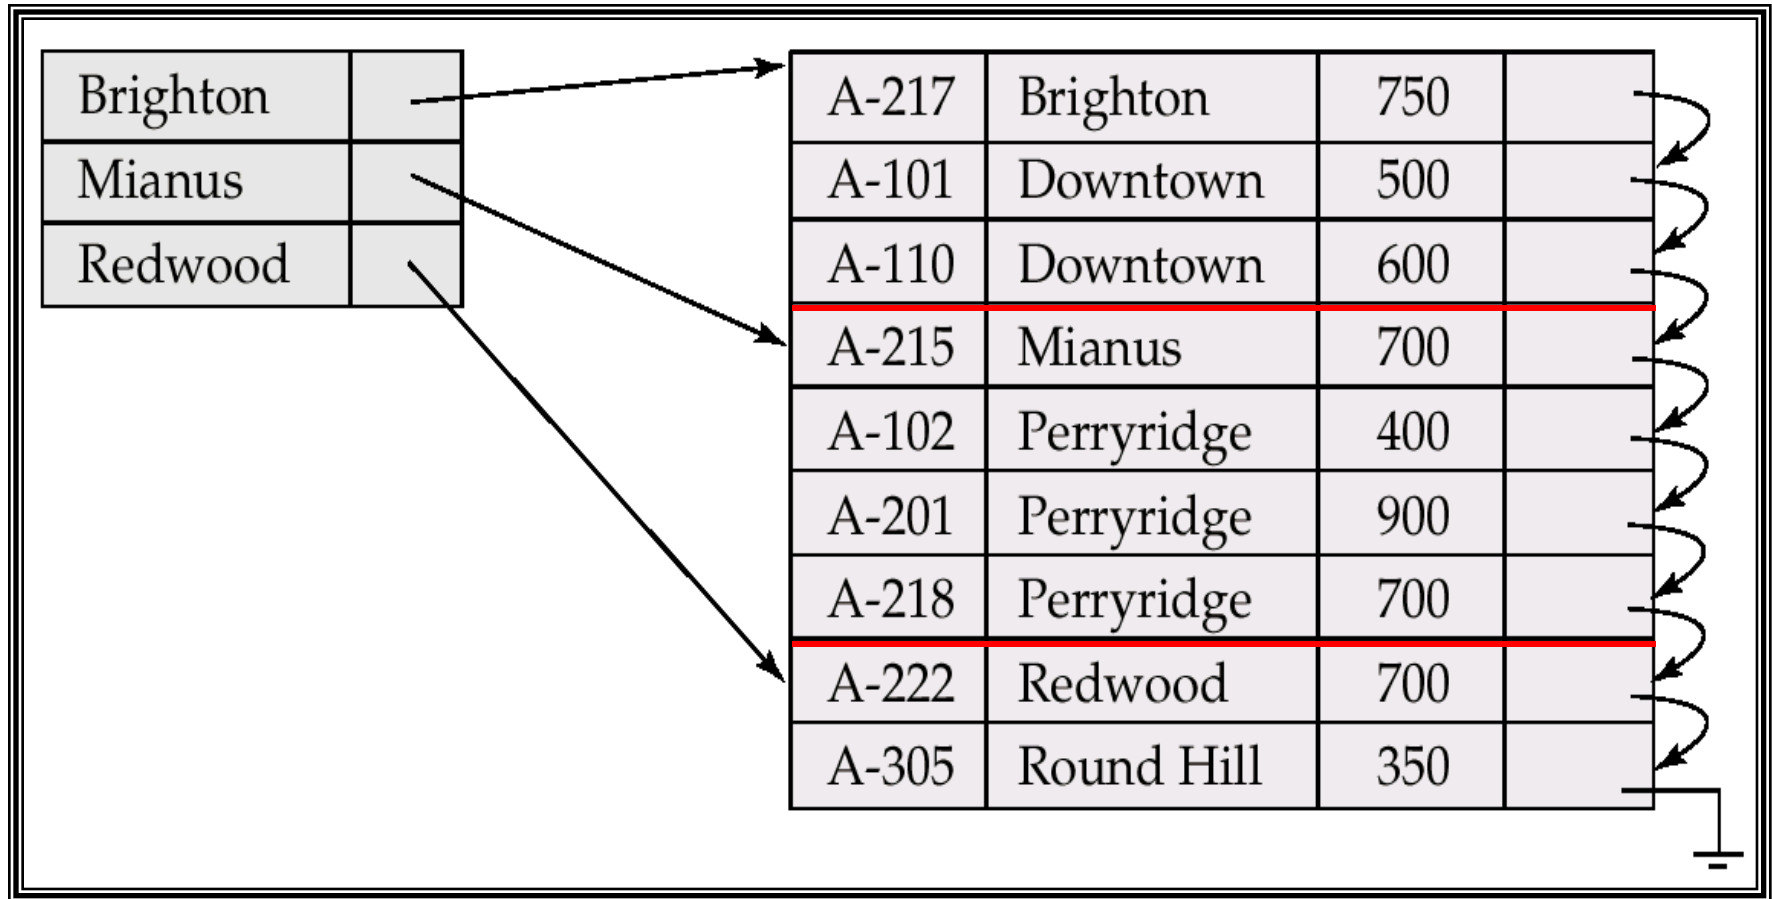 Brighton
Mianus
Redwood
A-217 Brighton 750
A-101 Downtown 500
A-110 Downtown 600
A-215 Mianus 700
A-102 Perryridge 400
A-201 Perryridge 900
A-218 Perryridge 700
A-222 Redwood 700
A-305 Round Hill 350